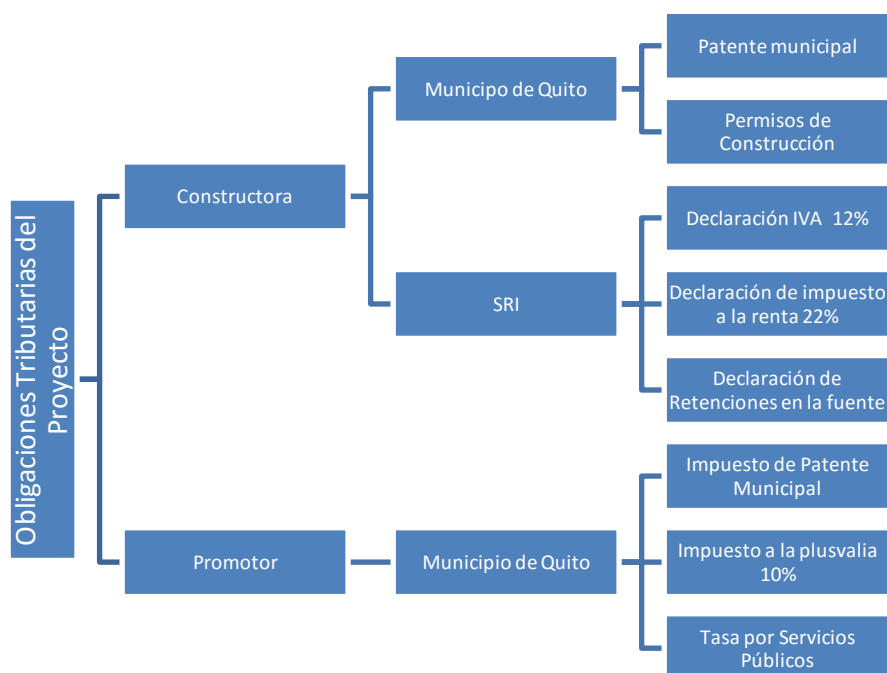 Obligaciones Tributarias del
Proyecto
Constructora
Municipo de Quito
Patente municipal
Permisos de
Construcción
SRI
Declaración IVA 12%
Declaración de impuesto
a la renta 22%
Declaración de
Retenciones en la fuente
Promotor
Municipio de Quito
Impuesto de Patente
Municipal
Impuesto a la plusvalia
10%
Tasa por Servicios
Públicos